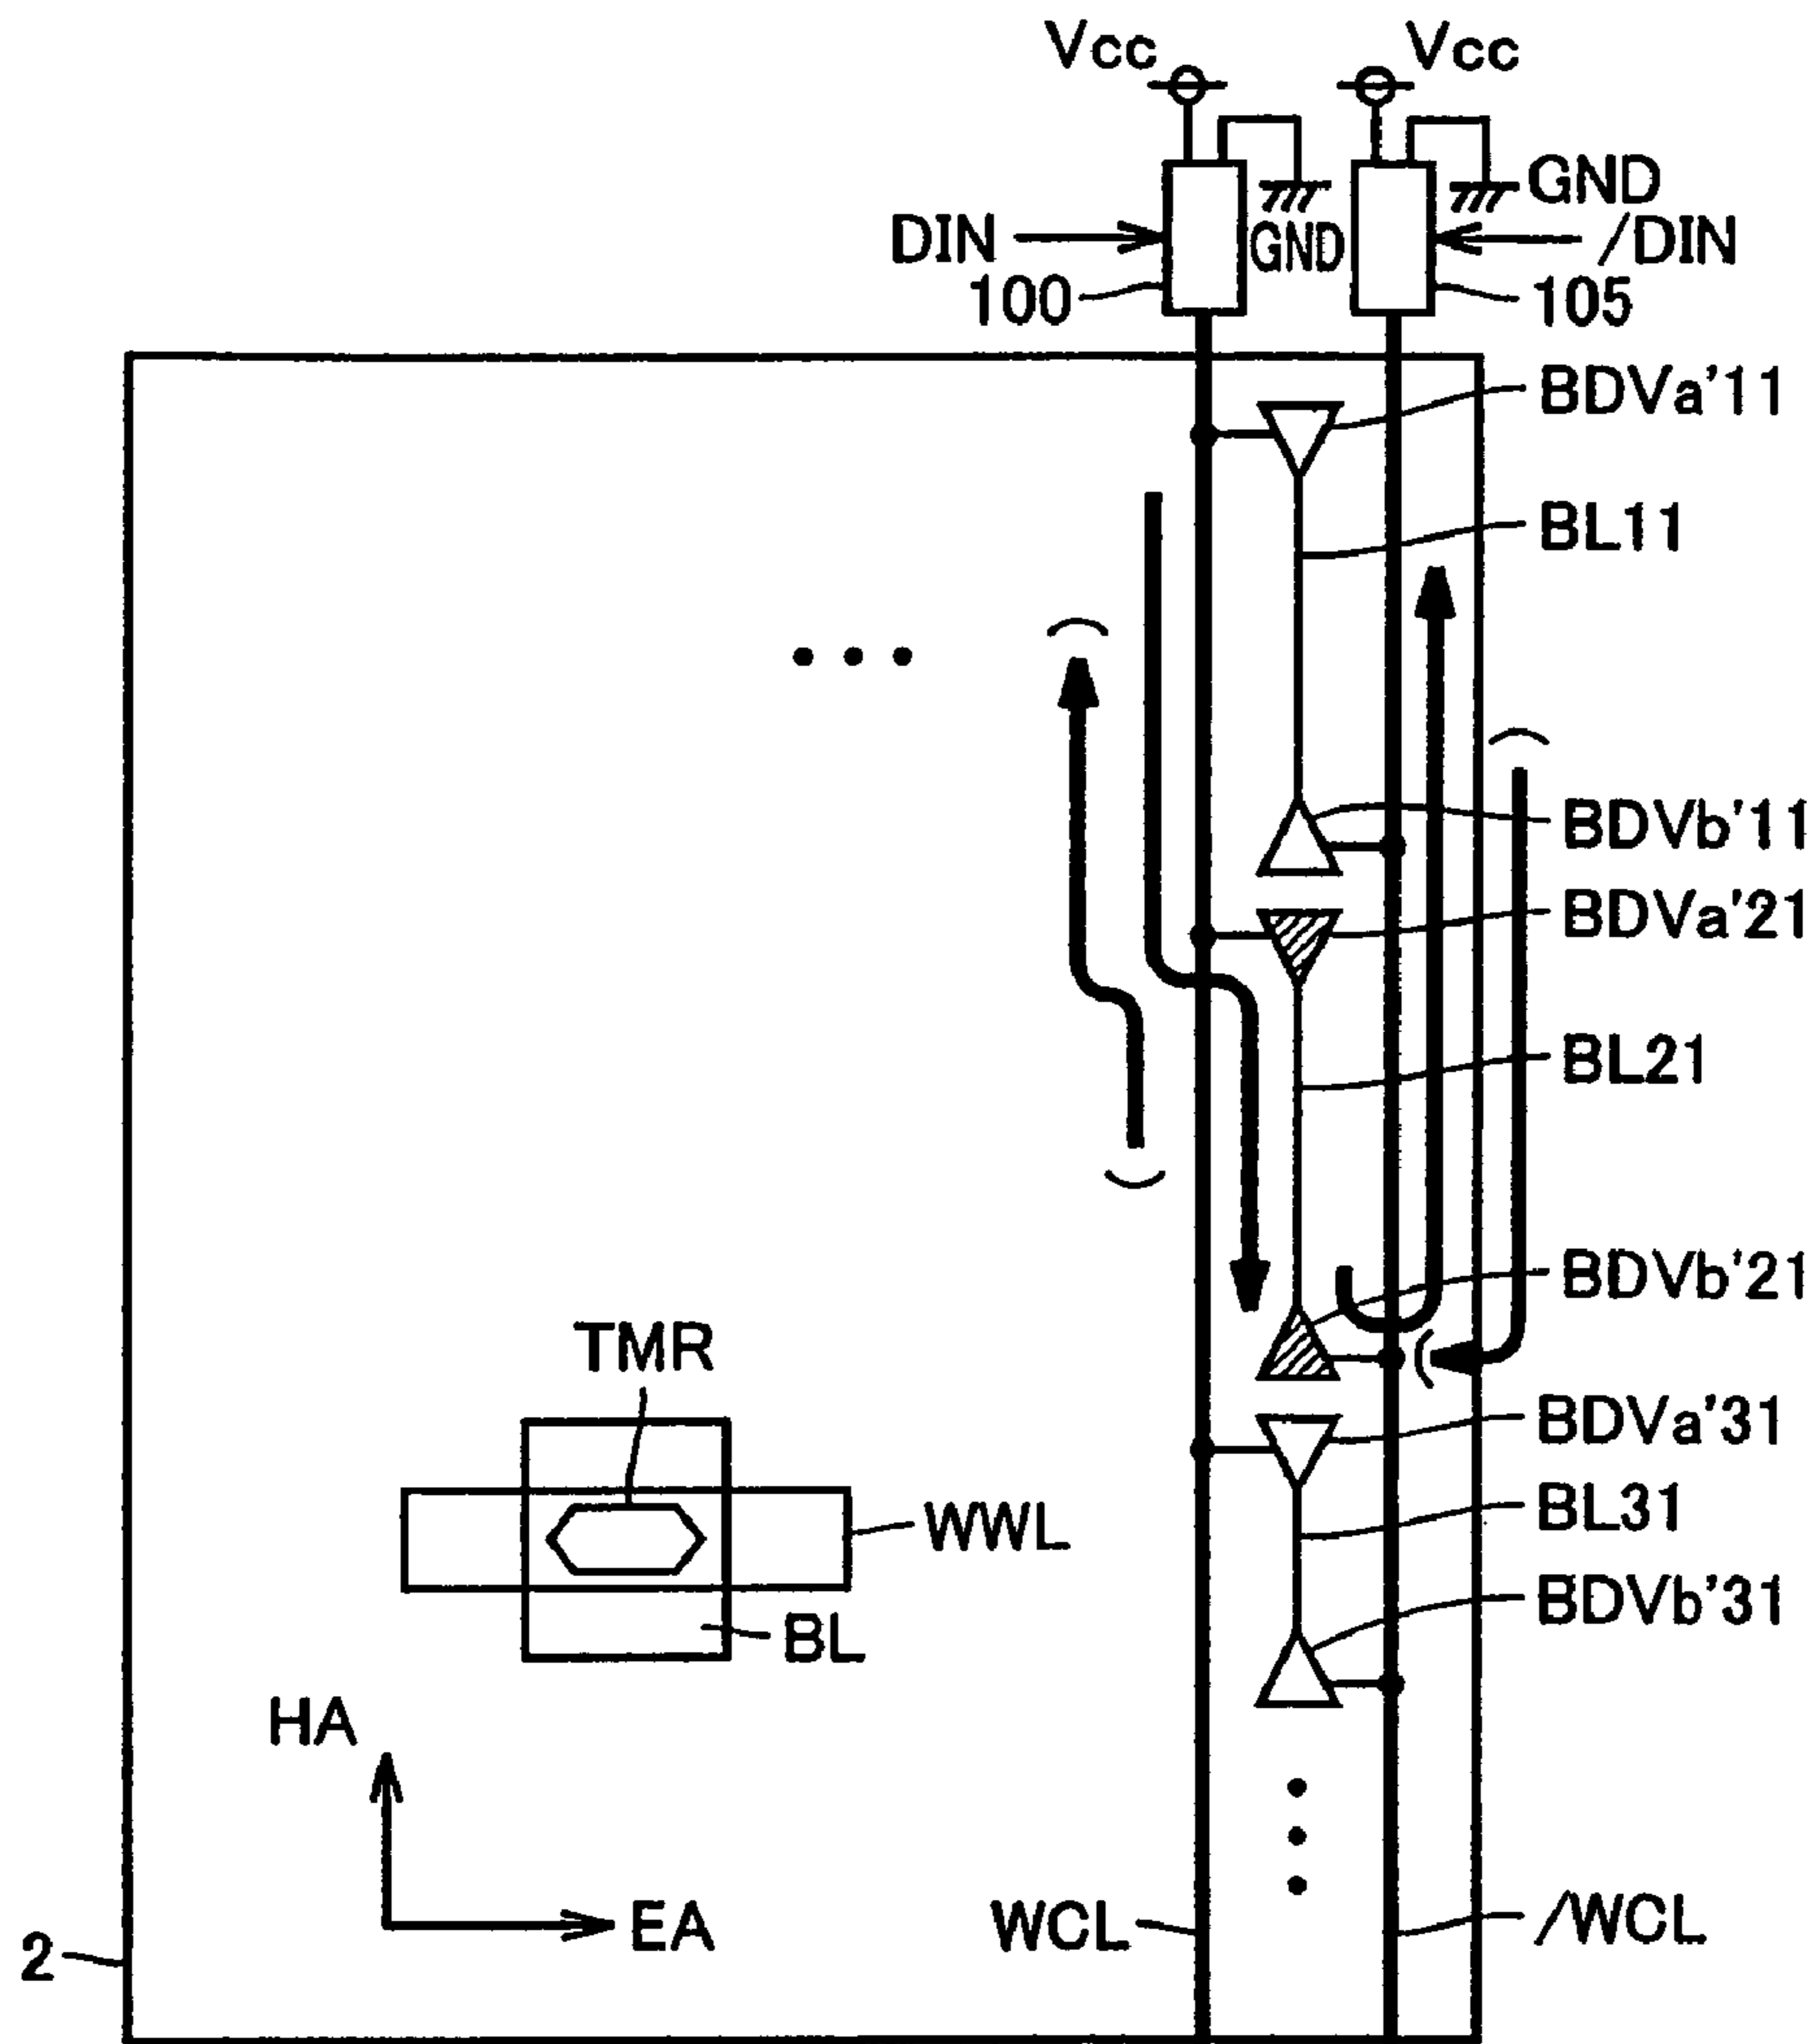 Vcc Vcc
GND
DIN GND /DIN
100 105
BDVa'11
BL11
BDVb'11
BDVa'21
BL21
BDVb'21
TMR
BDVa'31
BL31
WWL
BDVb'31
BL
HA
WCL /WCL
EA
2